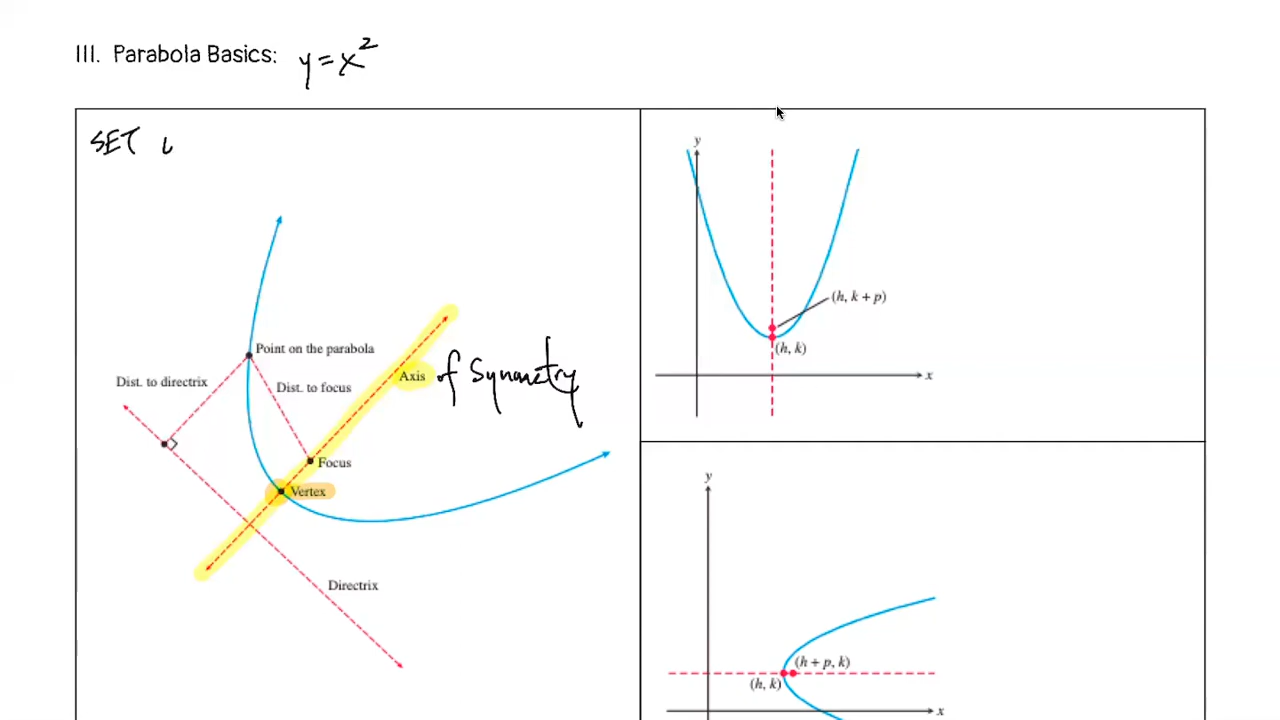 III. Parabola Basics: y = x²
SET
Point on the parabola
Dist. to directrix
Dist. to focus
Axis of Symmetry
Focus
Vertex
Directrix
y
(h, k + p)
(h, k)
x
y
(h + p, k)
(h, k)
x